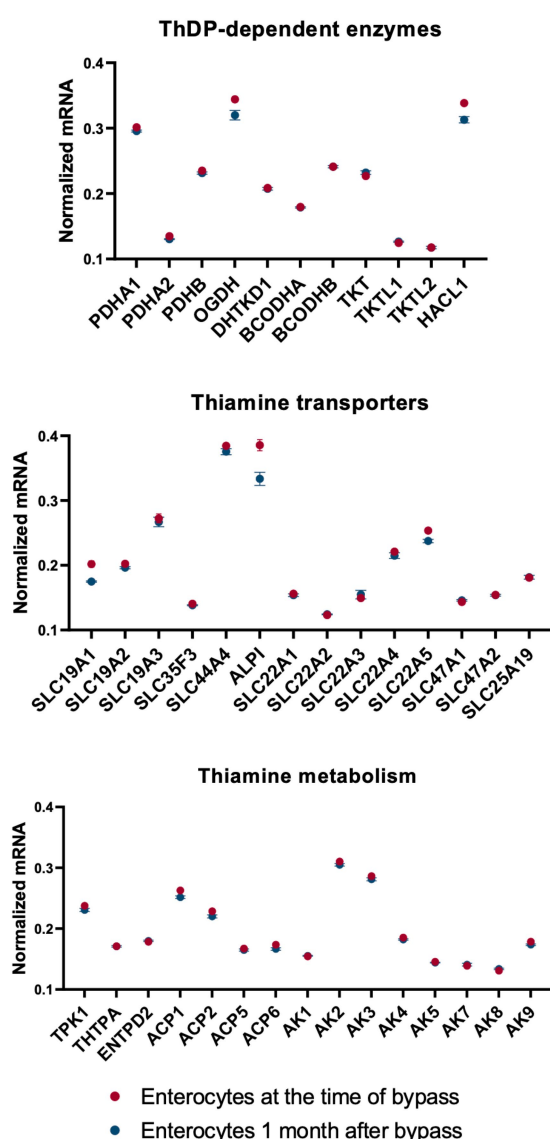 ThDP-dependent enzymes
Normalized mRNA
0.4
0.3
0.2
0.1
PDHA1
PDHA2
PDHB
OGDH
DHTKD1
BCODHA
BCODHB
TKT
TKTL1
TKTL2
HACL1
Thiamine transporters
Normalized mRNA
0.4
0.3
0.2
0.1
SLC19A1
SLC19A2
SLC19A3
SLC35F3
SLC44A4
ALPI
SLC22A1
SLC22A2
SLC22A3
SLC22A4
SLC22A5
SLC47A1
SLC47A2
SLC25A19
Thiamine metabolism
Normalized mRNA
0.4
0.3
0.2
0.1
TPK1
THTPA
ENTPD2
ACP1
ACP2
ACP5
ACP6
AK1
AK2
AK3
AK4
AK5
AK7
AK8
AK9
Enterocytes at the time of bypass
Enterocytes 1 month after bypass